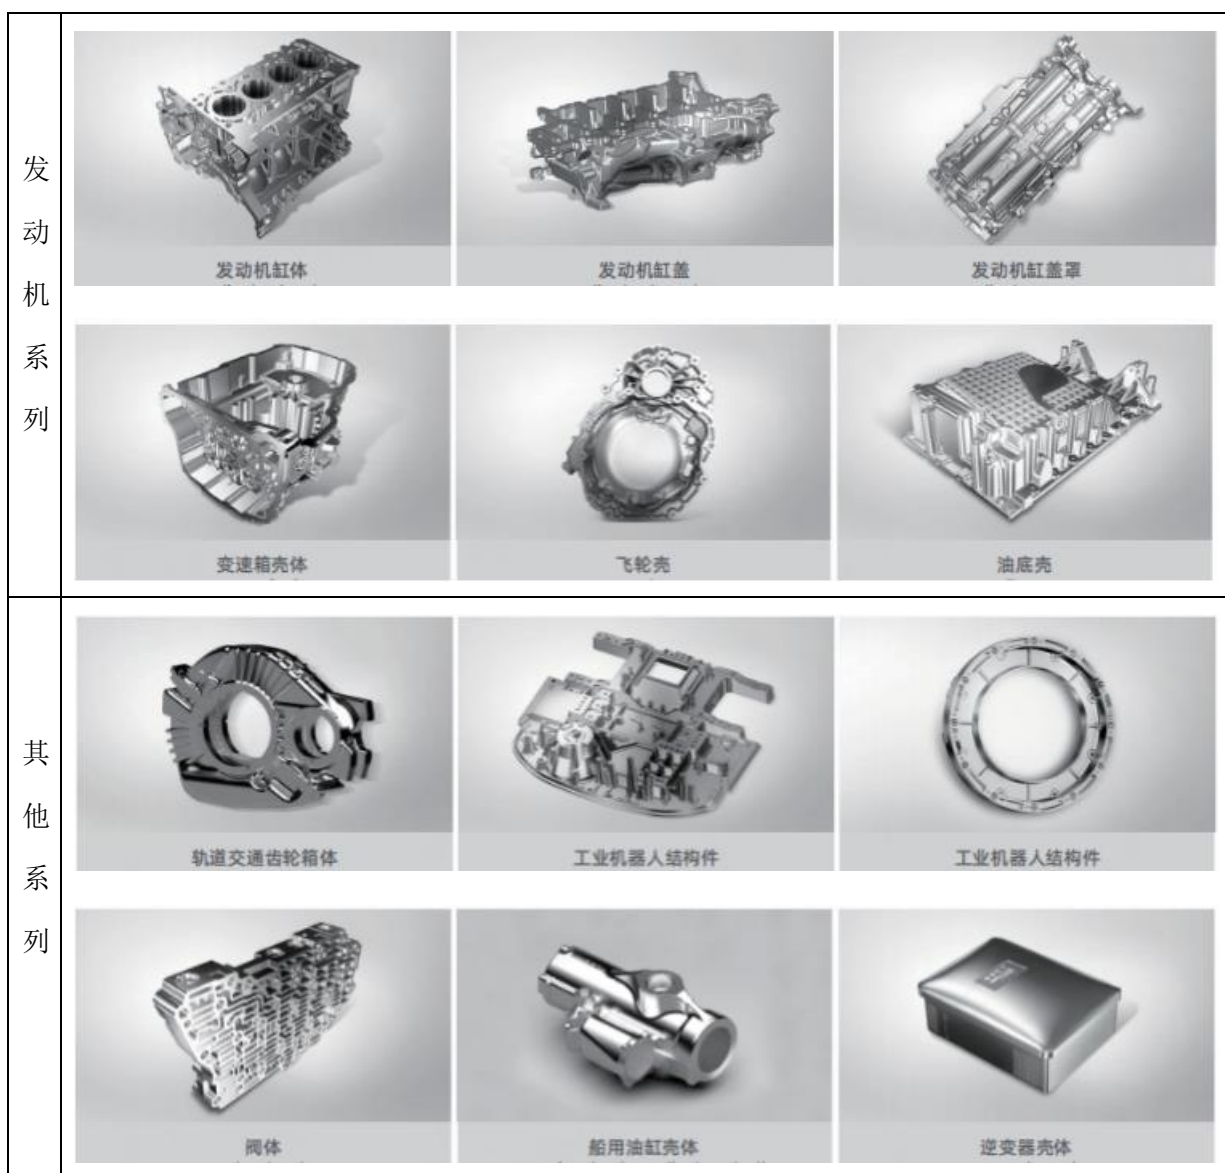 发动机系列
发动机缸体
发动机缸盖
发动机缸盖罩
变速箱壳体
飞轮壳
油底壳
其他系列
轨道交通齿轮箱体
工业机器人结构件
工业机器人结构件
阀体
船用油缸壳体
逆变器壳体